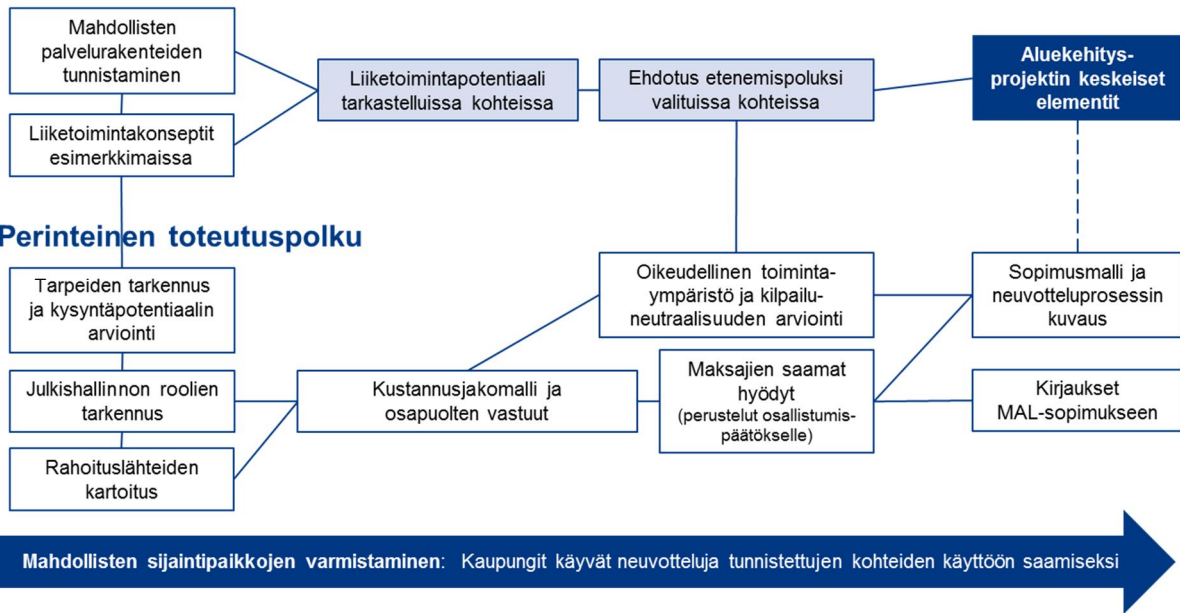 Mahdollisten
palvelurakenteiden
tunnistaminen
Liiketoimintakonseptit
esimerkkimaissa
Liiketoimintapotentiaali
tarkastelluissa kohteissa
Ehdotus etenemispoluksi
valituissa kohteissa
Aluekehitys-
projektin keskeiset
elementit
Perinteinen toteutuspolku
Tarpeiden tarkennus
ja kysyntäpotentiaalin
arviointi
Julkishallinnon roolien
tarkennus
Rahoituslähteiden
kartoitus
Kustannusjakomalli ja
osapuolten vastuut
Oikeudellinen toiminta-
ympäristö ja kilpailu-
neutraalisuuden arviointi
Maksajien saamat
hyödyt
(perustelut osallistumis-
päätökselle)
Sopimusmalli ja
neuvotteluprosessin
kuvaus
Kirjaukset
MAL-sopimukseen
Mahdollisten sijaintipaikkojen varmistaminen: Kaupungit käyvät neuvotteluja tunnistettujen kohteiden käyttöön saamiseksi